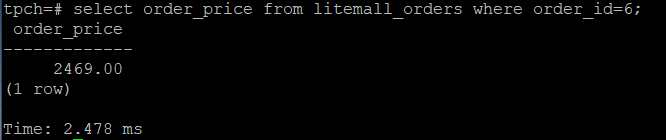 tpch=# select order_price from litemall_orders where order_id=6;
order_price
-------------
2469.00
(1 row)
Time: 2.478 ms